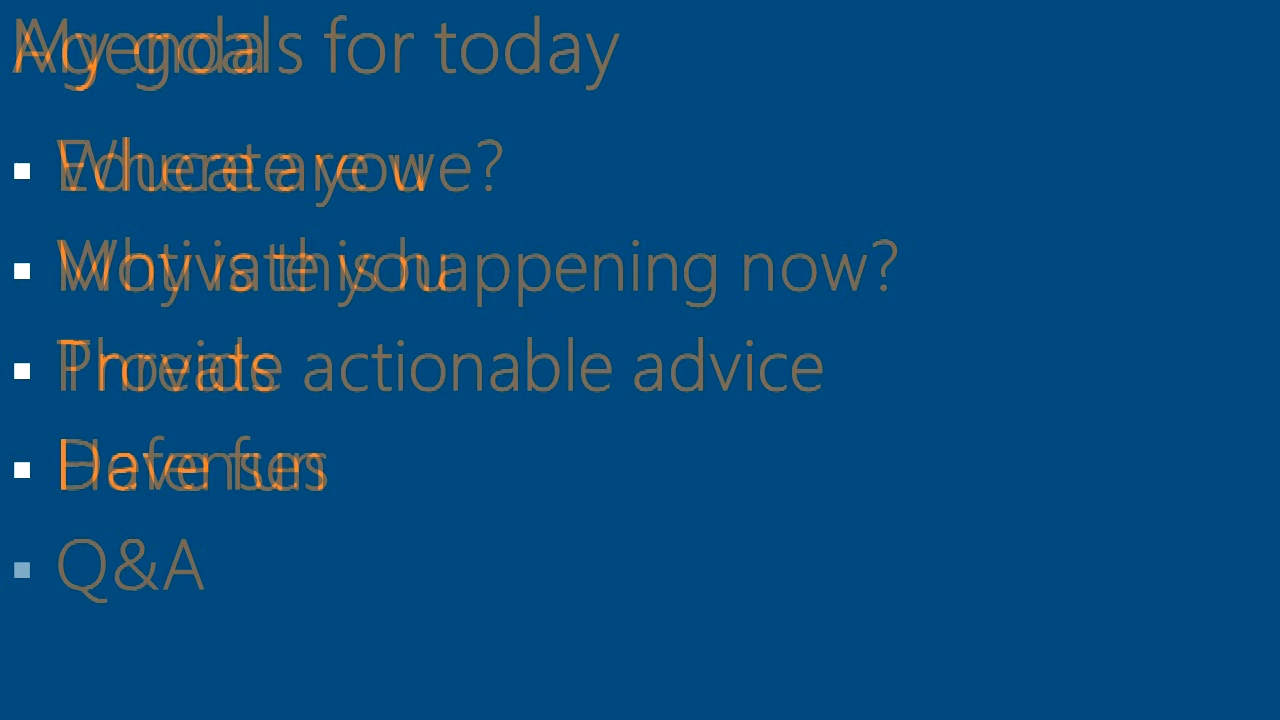 My goals for today
Agenda
Educate you
Where are we?
Motivate you
Why is this happening now?
Provide actionable advice
Threats
Have fun
Defenses
Q&A